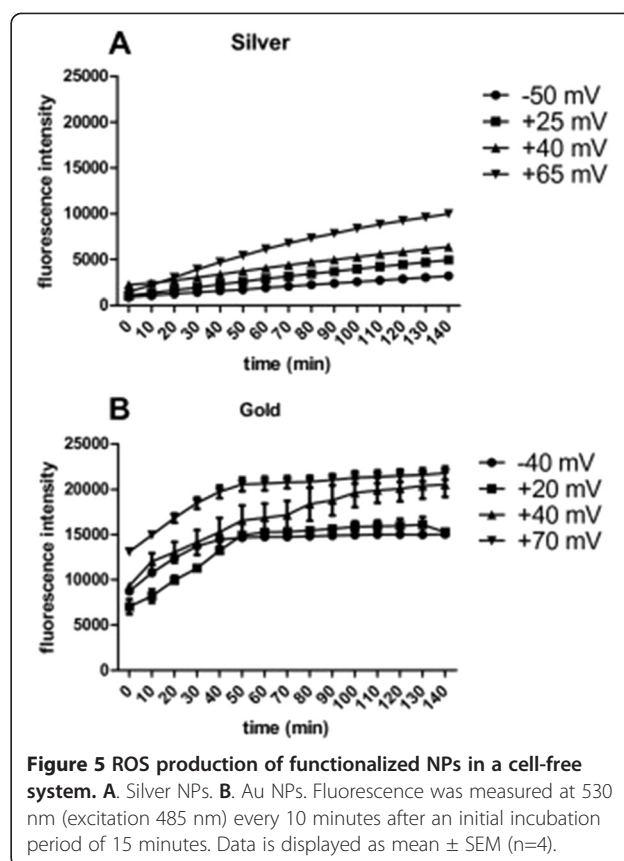 A
Silver
25000
20000
15000
10000
5000
0
fluorescence intensity
0 10 20 30 40 50 60 70 80 90 100 110 120 130 140
time (min)
-50 mV
+25 mV
+40 mV
+65 mV
B
Gold
25000
20000
15000
10000
5000
0
fluorescence intensity
0 10 20 30 40 50 60 70 80 90 100 110 120 130 140
time (min)
-40 mV
+20 mV
+40 mV
+70 mV
Figure 5 ROS production of functionalized NPs in a cell-free
system. A. Silver NPs. B. Au NPs. Fluorescence was measured at 530
nm (excitation 485 nm) every 10 minutes after an initial incubation
period of 15 minutes. Data is displayed as mean ± SEM (n=4).